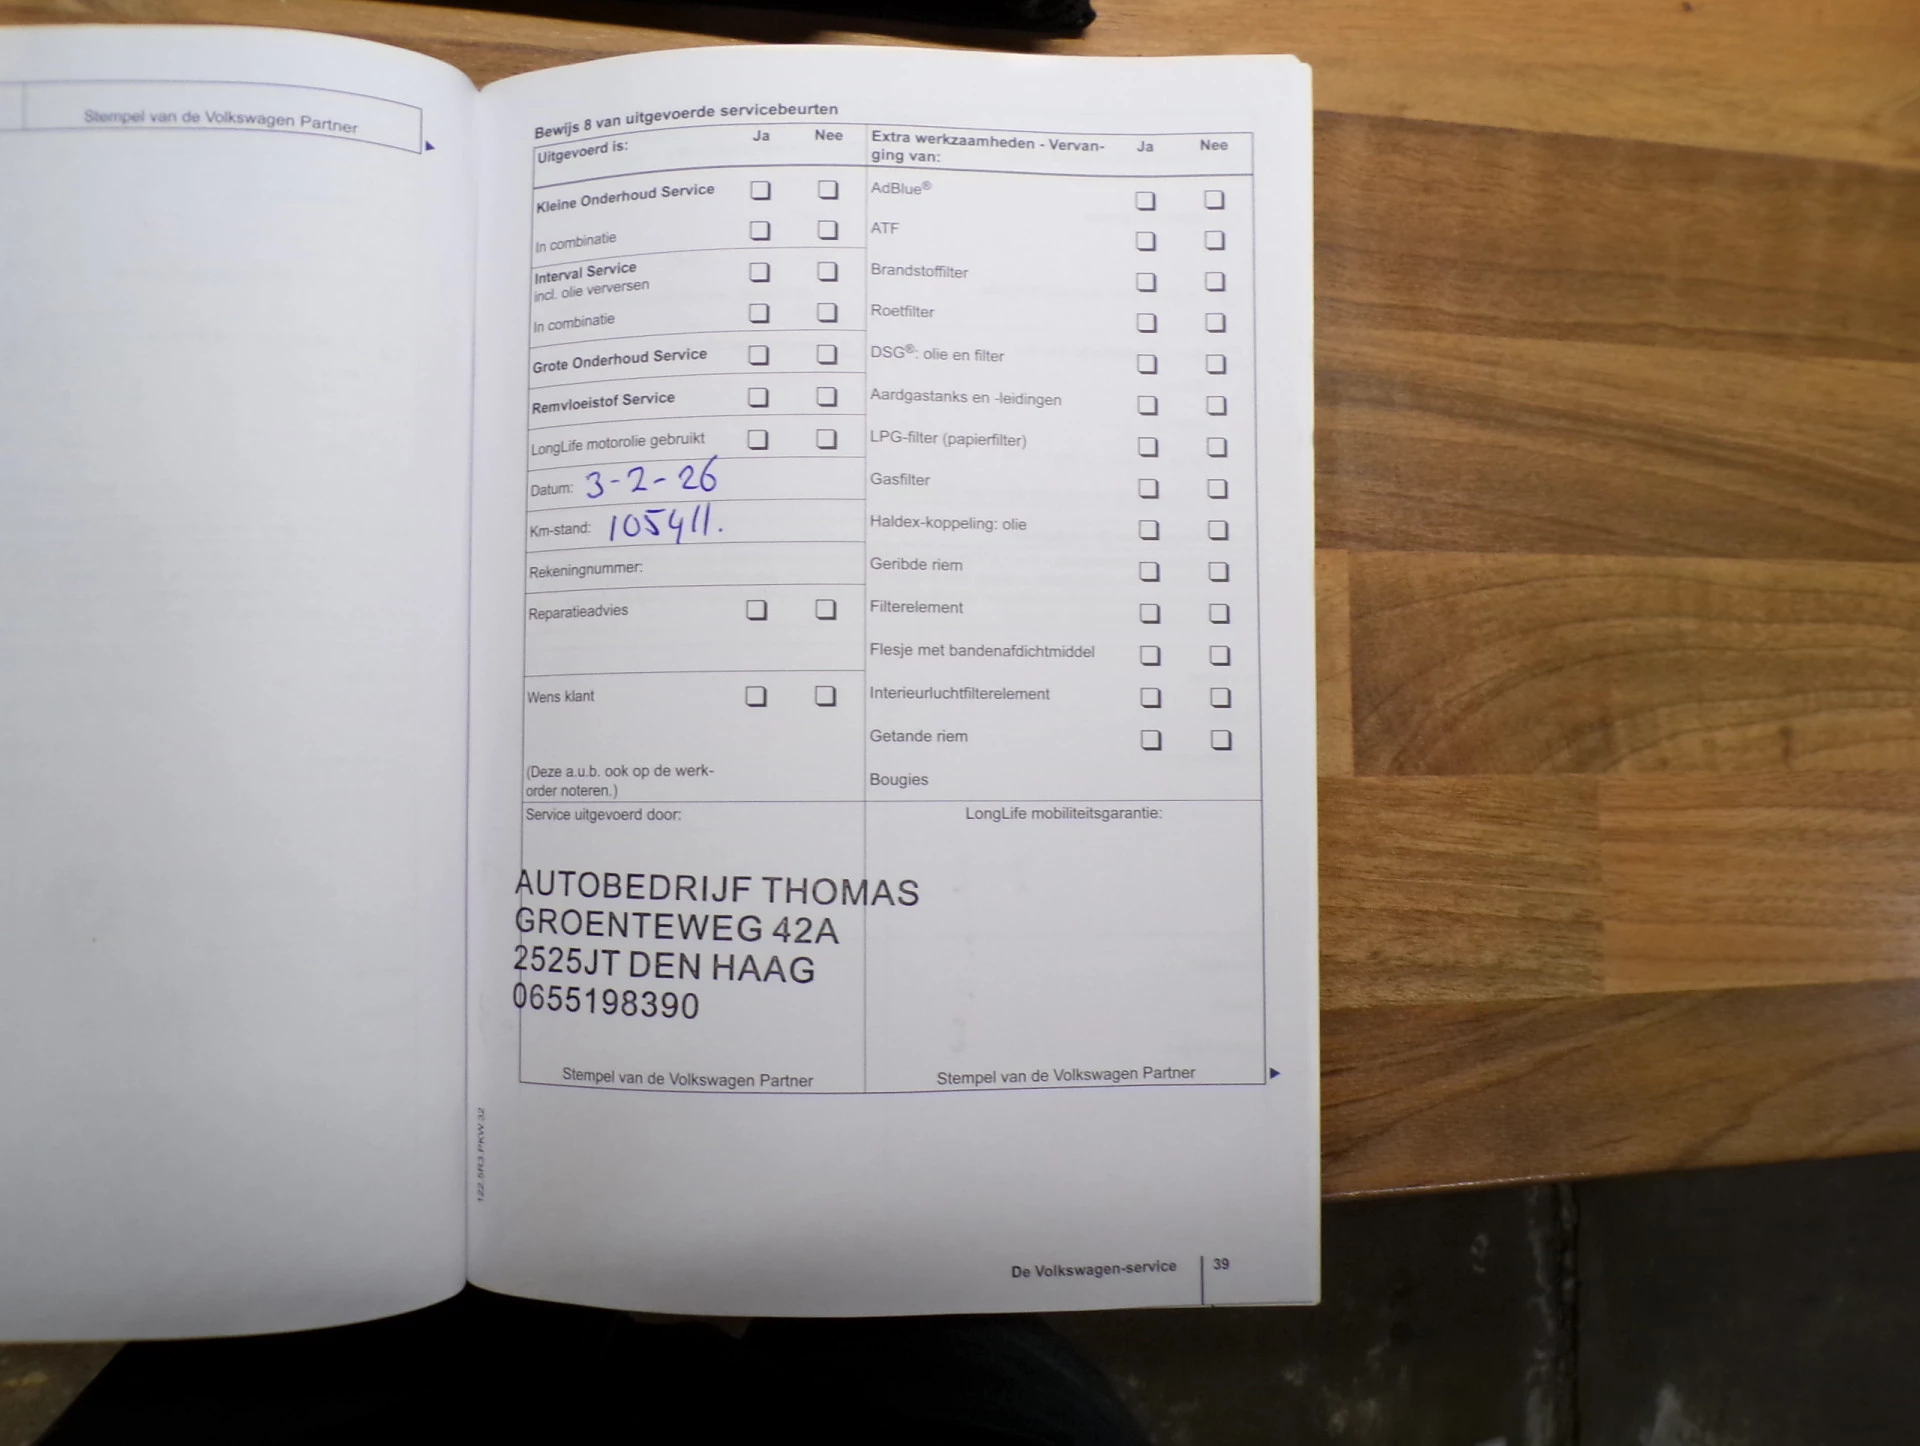 Stempel van de Volkswagen Partner
Bewijs 8 van uitgevoerde servicebeurten
Uitgevoerd is: Ja Nee
Kleine Onderhoud Service
In combinatie
Interval Service
incl. olie verversen
In combinatie
Grote Onderhoud Service
Remvloeistof Service
LongLife motorolie gebruikt
Datum: 3-2-26
Km-stand: 105411.
Rekeningnummer:
Reparatieadvies
Wens klant
(Deze a.u.b. ook op de werk-
order noteren.)
Extra werkzaamheden - Vervan-
ging van: Ja Nee
AdBlue®
ATF
Brandstoffilter
Roetfilter
DSG®: olie en filter
Aardgastanks en -leidingen
LPG-filter (papierfilter)
Gasfilter
Haldex-koppeling: olie
Geribde riem
Filterelement
Flesje met bandenafdichtmiddel
Interieurluchtfilterelement
Getande riem
Bougies
Service uitgevoerd door:
AUTOBEDRIJF THOMAS
GROENTEWEG 42A
2525JT DEN HAAG
0655198390
Stempel van de Volkswagen Partner
LongLife mobiliteitsgarantie:
Stempel van de Volkswagen Partner
122.5R3.PKW.32
De Volkswagen-service 39